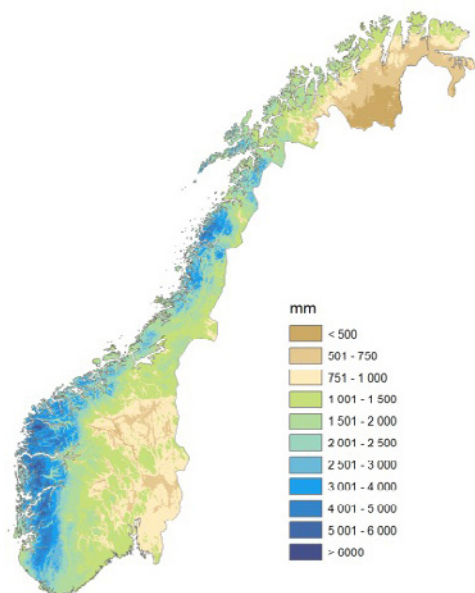 mm
< 500
501 - 750
751 - 1 000
1 001 - 1 500
1 501 - 2 000
2 001 - 2 500
2 501 - 3 000
3 001 - 4 000
4 001 - 5 000
5 001 - 6 000
> 6000